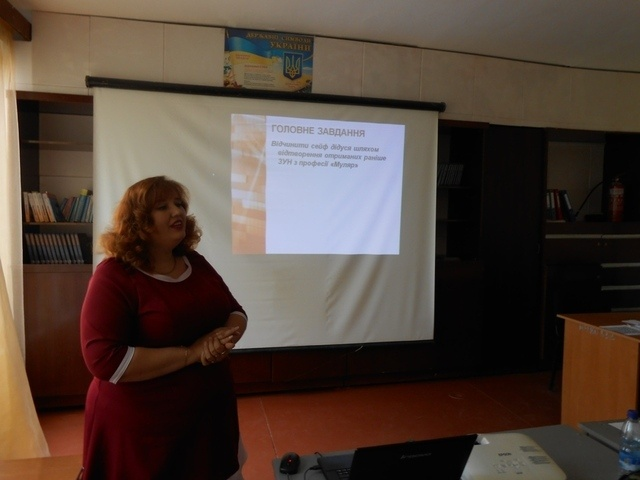 ДЕРЖАВНІ СИМВОЛИ
УКРАЇНИ
ГОЛОВНЕ ЗАВДАННЯ
Відчинити сейф дідуся шляхом
відтворення отриманих раніше
ЗУН з професії «Муляр»